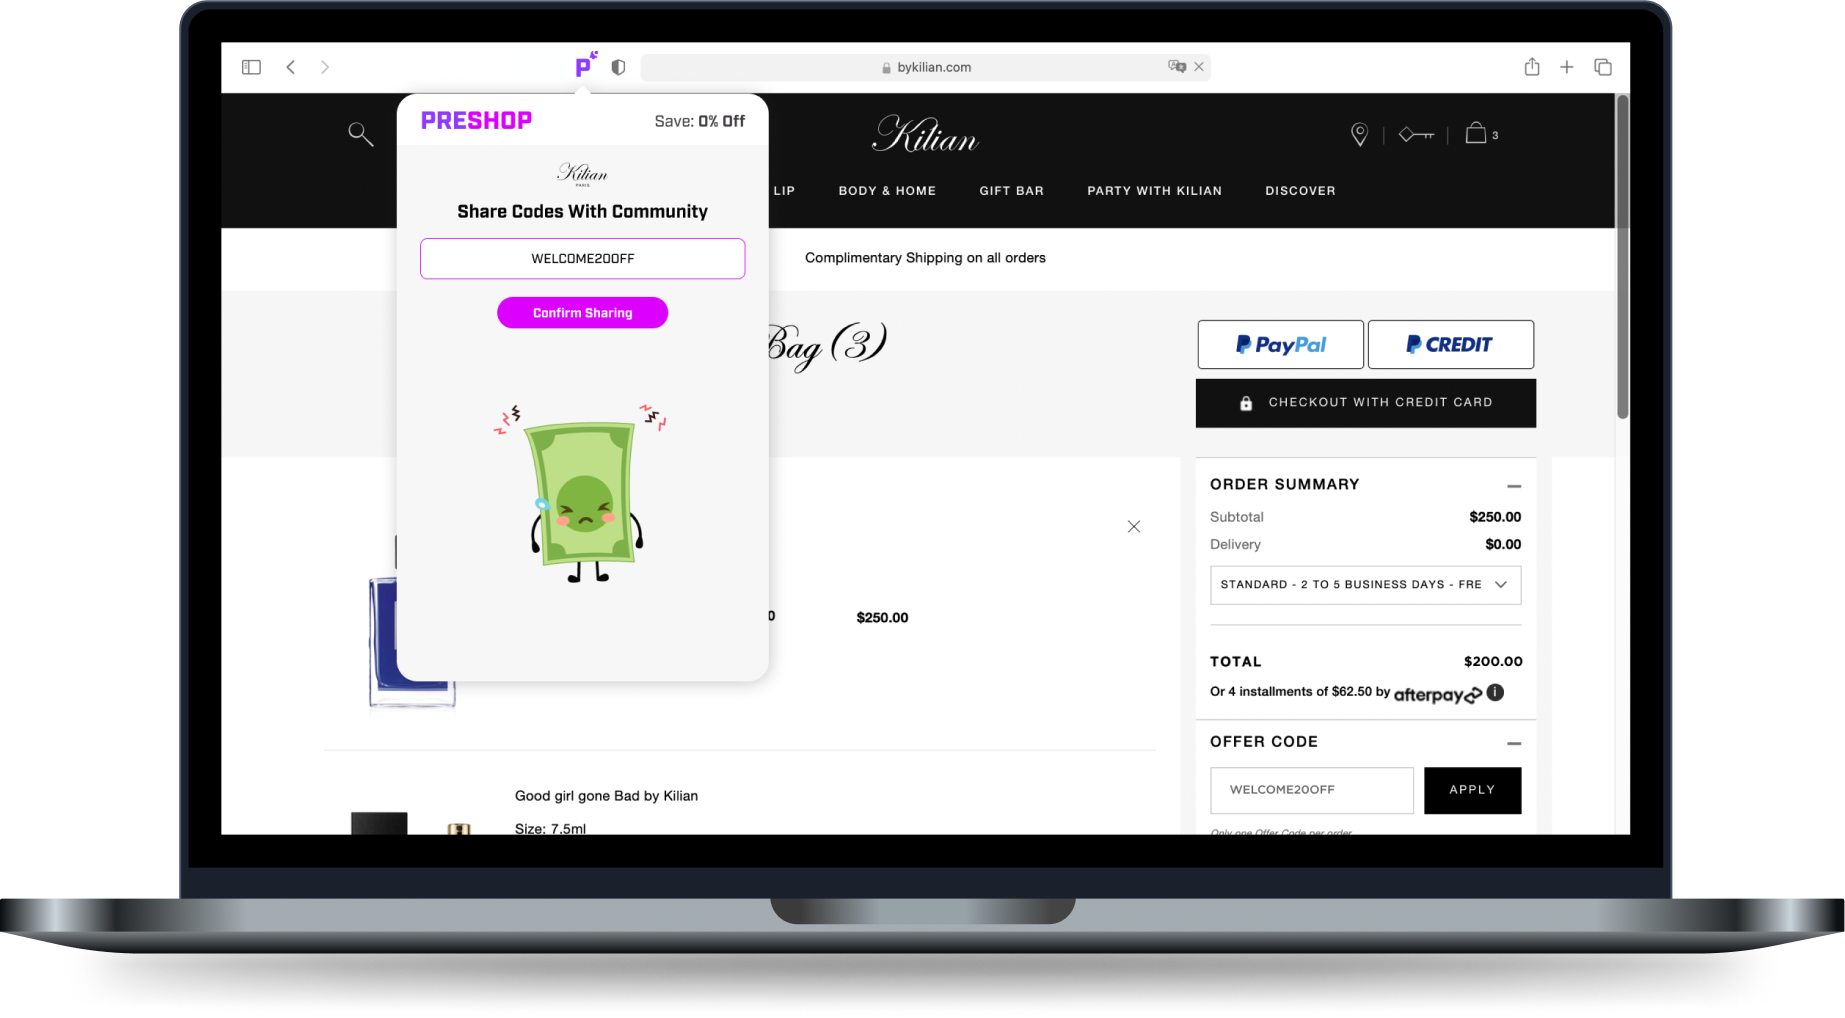 P
bykilian.com
PRESHOP
Save: 0% Off
Kilian
PARIS
Share Codes With Community
WELCOME20OFF
Confirm Sharing
Kilian
3
LIP
BODY & HOME
GIFT BAR
PARTY WITH KILIAN
DISCOVER
Complimentary Shipping on all orders
Bag (3)
PayPal
CREDIT
CHECKOUT WITH CREDIT CARD
0
$250.00
Good girl gone Bad by Kilian
Size: 7.5ml
ORDER SUMMARY
Subtotal $250.00
Delivery $0.00
STANDARD - 2 TO 5 BUSINESS DAYS - FRE
TOTAL $200.00
Or 4 installments of $62.50 by afterpay i
OFFER CODE
WELCOME20OFF
APPLY
Only one Offer Code per order